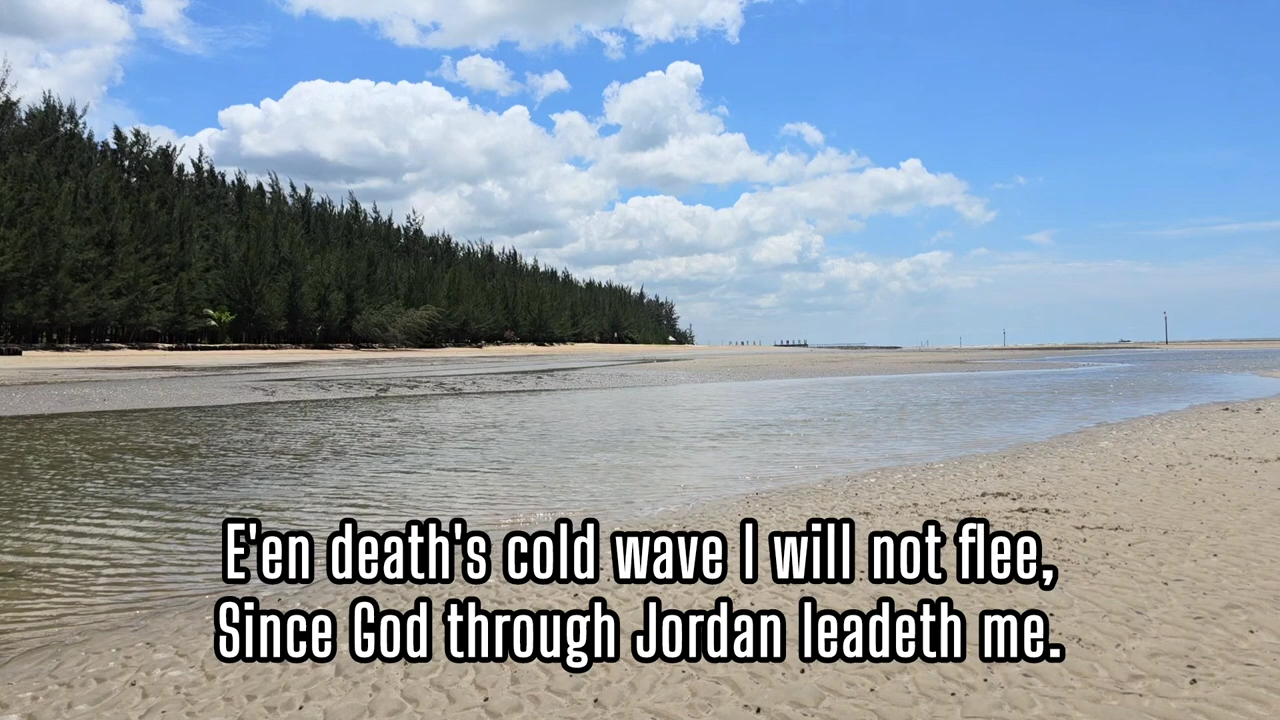 E'en death's cold wave I will not flee,
Since God through Jordan leadeth me.